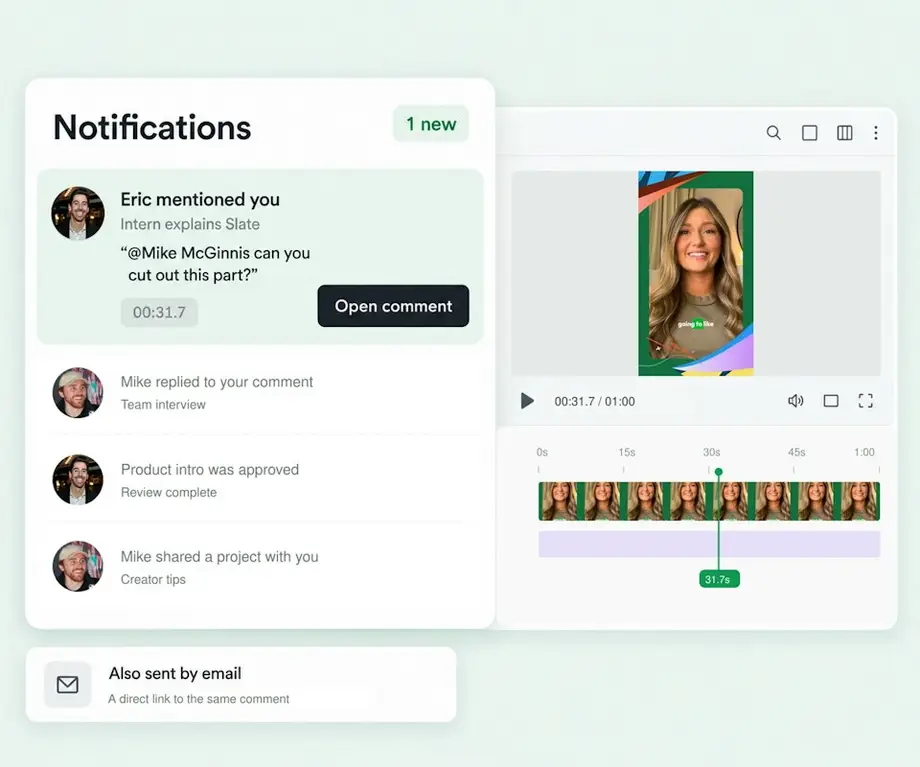 Notifications
1 new
Eric mentioned you
Intern explains Slate
“@Mike McGinnis can you
cut out this part?”
00:31.7
Open comment
Mike replied to your comment
Team interview
Product intro was approved
Review complete
Mike shared a project with you
Creator tips
Also sent by email
A direct link to the same comment
going to like
00:31.7 / 01:00
0s 15s 30s 45s 1:00
31.7s